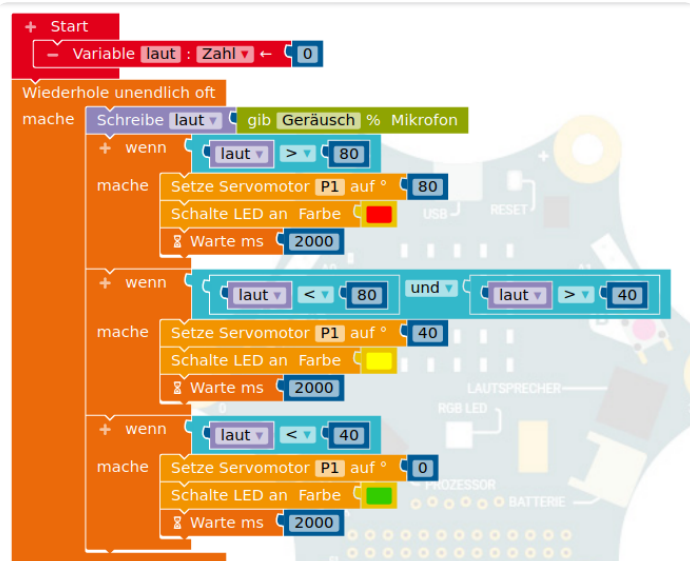 + Start
− Variable laut : Zahl ▾ ← 0
Wiederhole unendlich oft
mache Schreibe laut ▾ gib Geräusch % Mikrofon
+ wenn laut ▾ > ▾ 80
mache Setze Servomotor P1 auf ° 80
Schalte LED an Farbe
Warte ms 2000
+ wenn laut ▾ < ▾ 80 und ▾ laut ▾ > ▾ 40
mache Setze Servomotor P1 auf ° 40
Schalte LED an Farbe
Warte ms 2000
+ wenn laut ▾ < ▾ 40
mache Setze Servomotor P1 auf ° 0
Schalte LED an Farbe
Warte ms 2000
USB
RESET
LAUTSPRECHER
RGB LED
PROZESSOR
BATTERIE